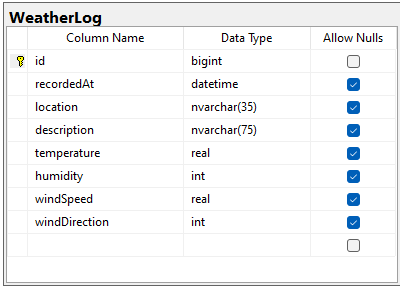 WeatherLog
Column Name Data Type Allow Nulls
id bigint
recordedAt datetime
location nvarchar(35)
description nvarchar(75)
temperature real
humidity int
windSpeed real
windDirection int